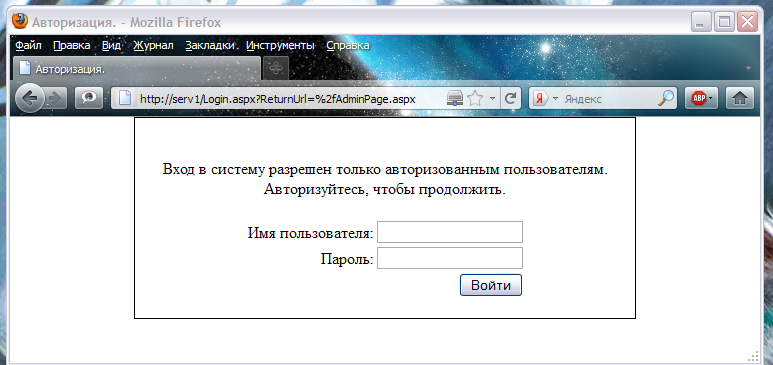 Авторизация. - Mozilla Firefox
Файл Правка Вид Журнал Закладки Инструменты Справка
Авторизация.
http://serv1/Login.aspx?ReturnUrl=%2fAdminPage.aspx Я Яндекс ABP
Вход в систему разрешен только авторизованным пользователям.
Авторизуйтесь, чтобы продолжить.
Имя пользователя:
Пароль:
Войти